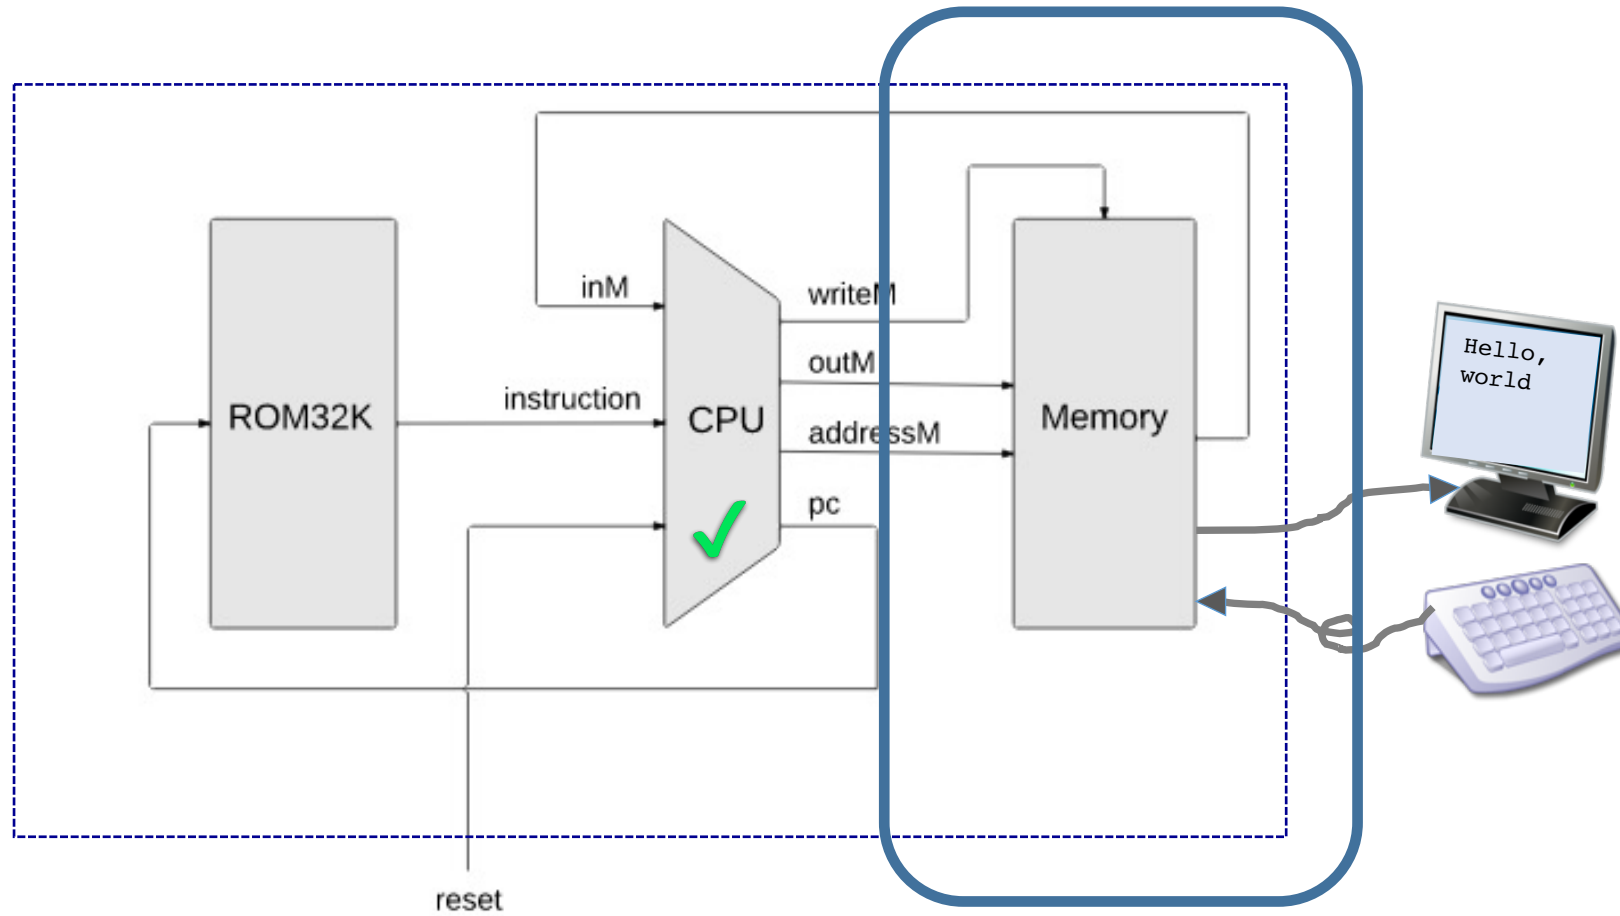 inM
writeM
outM
instruction
ROM32K
CPU
addressM
Memory
pc
reset
Hello,
world